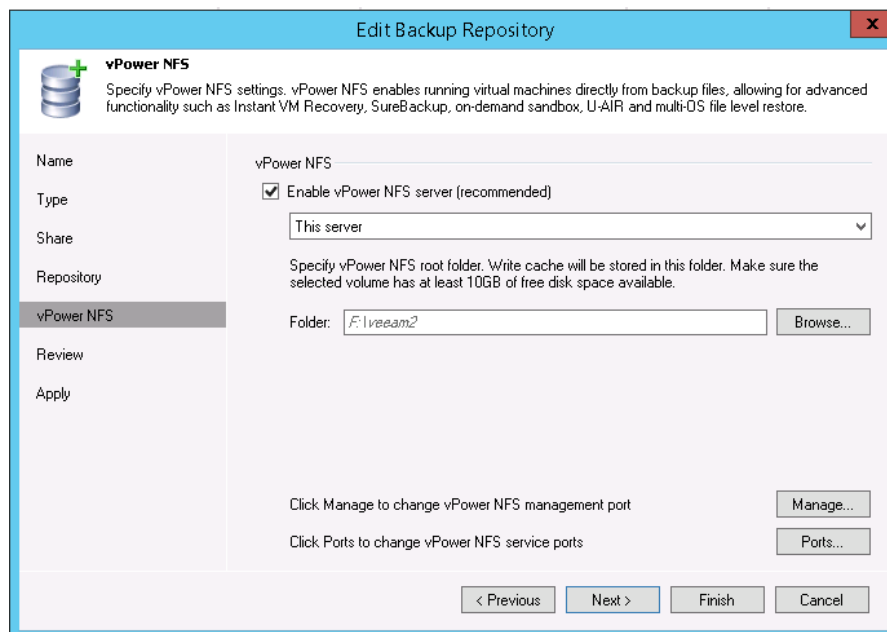 Edit Backup Repository
x
vPower NFS
Specify vPower NFS settings. vPower NFS enables running virtual machines directly from backup files, allowing for advanced
functionality such as Instant VM Recovery, SureBackup, on-demand sandbox, U-AIR and multi-OS file level restore.
Name
Type
Share
Repository
vPower NFS
Review
Apply
vPower NFS
Enable vPower NFS server (recommended)
This server
Specify vPower NFS root folder. Write cache will be stored in this folder. Make sure the
selected volume has at least 10GB of free disk space available.
Folder: F:\veeam2 Browse...
Click Manage to change vPower NFS management port Manage...
Click Ports to change vPower NFS service ports Ports...
< Previous Next > Finish Cancel